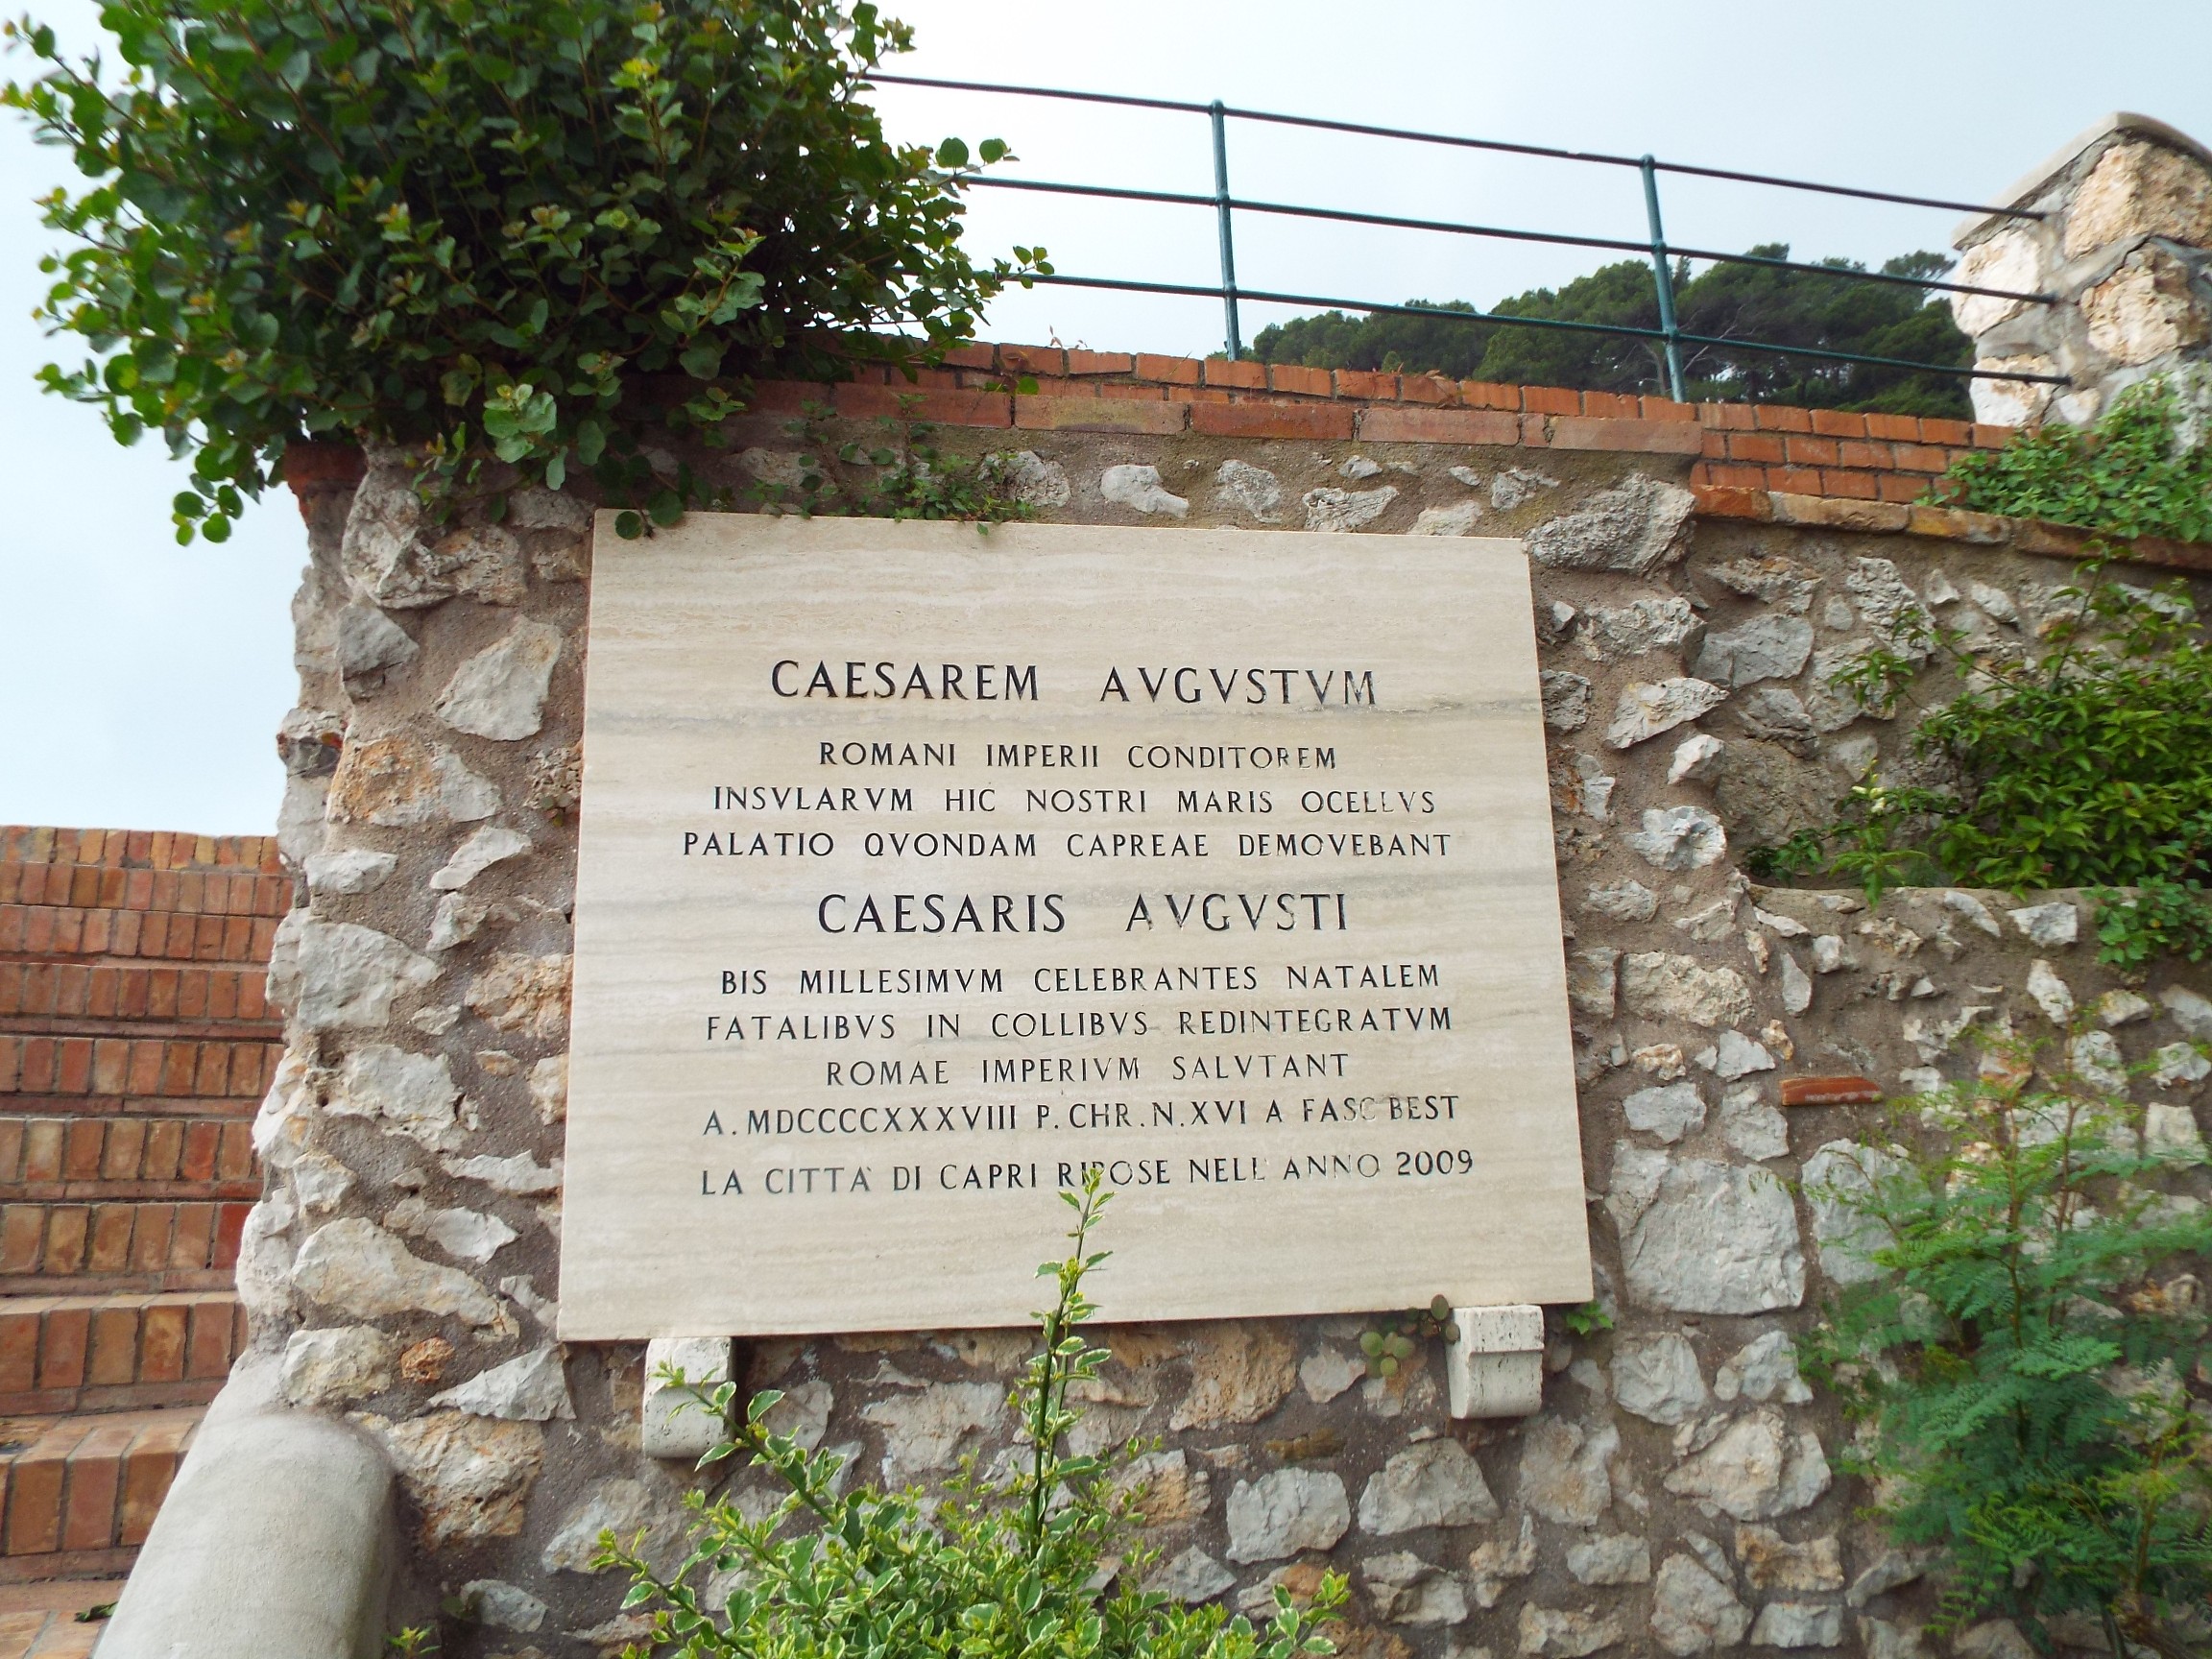 CAESAREM AVGVSTVM
ROMANI IMPERII CONDITOREM
INSVLARVM HIC NOSTRI MARIS OCELLVS
PALATIO QVONDAM CAPREAE DEMOVEBANT
CAESARIS AVGVSTI
BIS MILLESIMVM CELEBRANTES NATALEM
FATALIBVS IN COLLIBVS REDINTEGRATVM
ROMAE IMPERIVM SALVTANT
A. MDCCCCXXXVIII P. CHR. N. XVI A FASC BEST
LA CITTA' DI CAPRI RIPOSE NELL' ANNO 2009